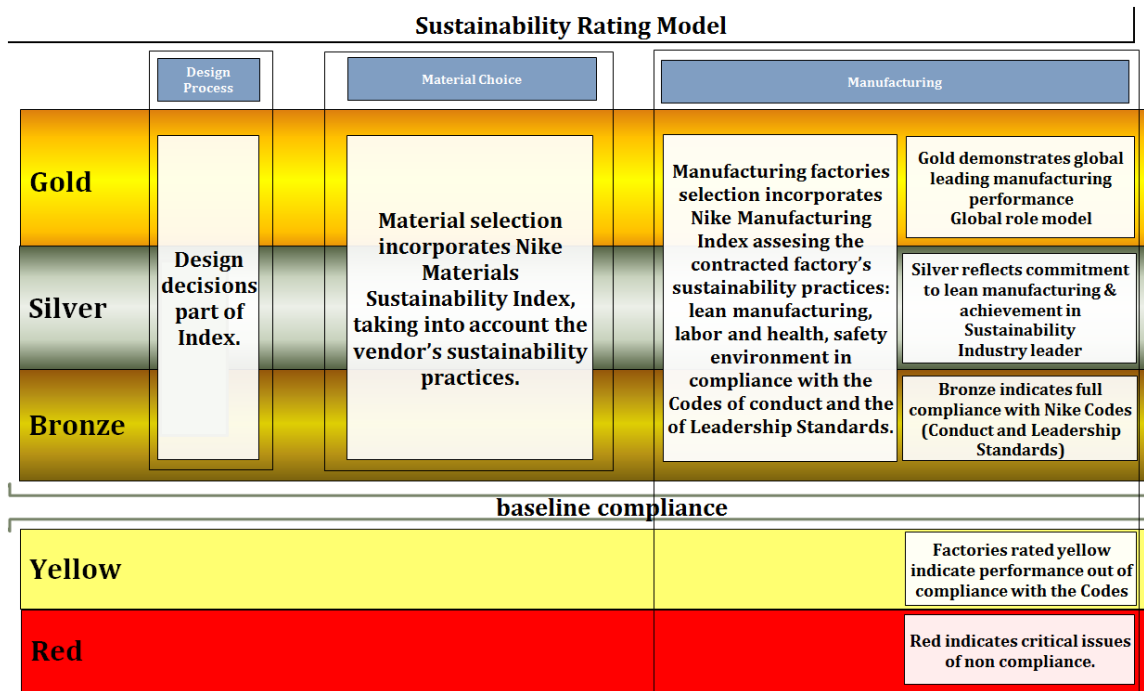 Sustainability Rating Model
Design
Process
Material Choice
Manufacturing
Gold
Silver
Bronze
Design
decisions
part of
Index.
Material selection
incorporates Nike
Materials
Sustainability Index,
taking into account the
vendor's sustainability
practices.
Manufacturing factories
selection incorporates
Nike Manufacturing
Index assesing the
contracted factory's
sustainability practices:
lean manufacturing,
labor and health, safety
environment in
compliance with the
Codes of conduct and the
of Leadership Standards.
Gold demonstrates global
leading manufacturing
performance
Global role model
Silver reflects commitment
to lean manufacturing &
achievement in
Sustainability
Industry leader
Bronze indicates full
compliance with Nike Codes
(Conduct and Leadership
Standards)
baseline compliance
Yellow
Factories rated yellow
indicate performance out of
compliance with the Codes
Red
Red indicates critical issues
of non compliance.